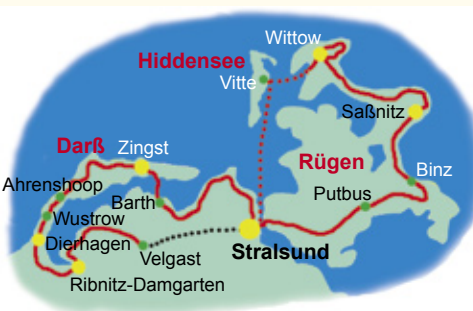 Wittow
Hiddensee
Vitte
Saßnitz
Darß
Zingst
Rügen
Binz
Ahrenshoop
Putbus
Barth
Wustrow
Dierhagen
Stralsund
Velgast
Ribnitz-Damgarten